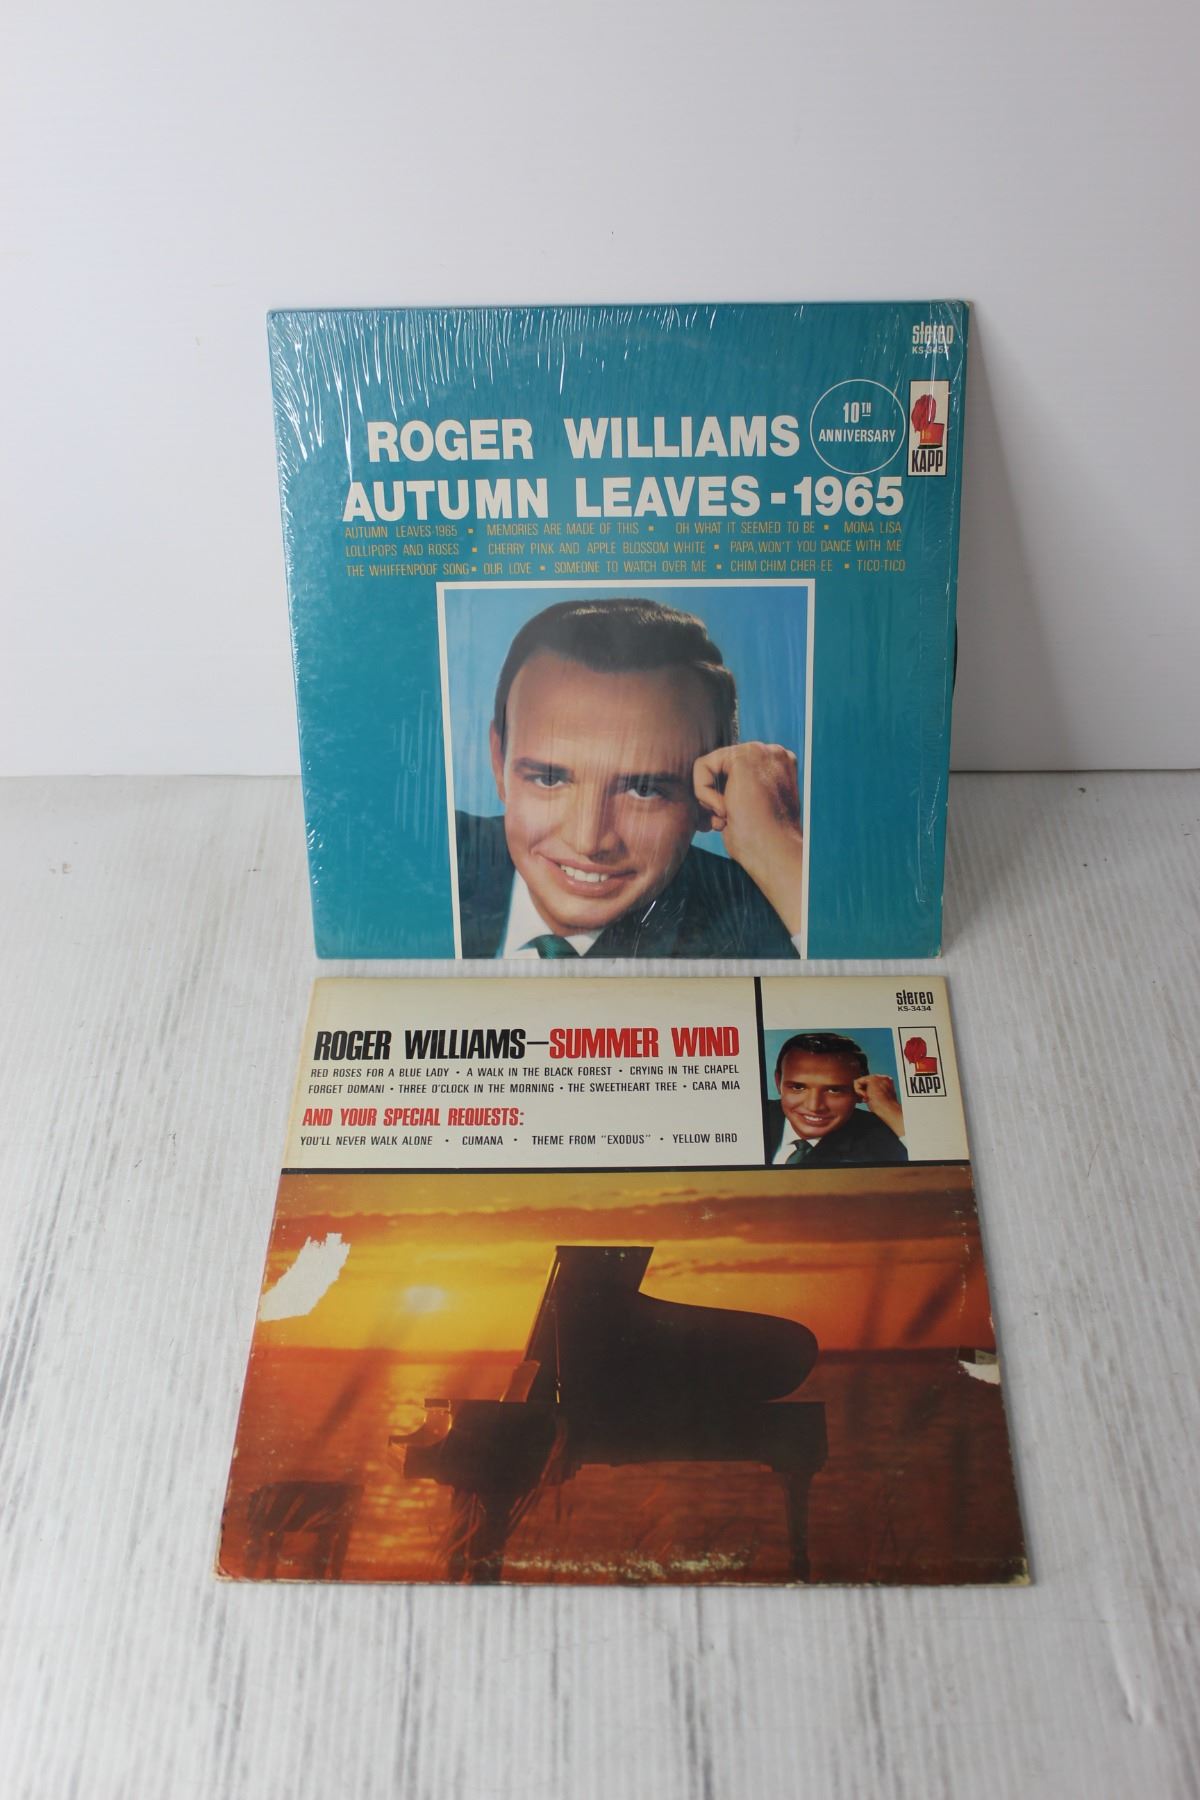 stereo
KS-3452
ROGER WILLIAMS
10TH
ANNIVERSARY
KAPP
AUTUMN LEAVES-1965
AUTUMN LEAVES-1965 ▪ MEMORIES ARE MADE OF THIS ▪ OH WHAT IT SEEMED TO BE ▪ MONA LISA
LOLLIPOPS AND ROSES ▪ CHERRY PINK AND APPLE BLOSSOM WHITE ▪ PAPA, WON'T YOU DANCE WITH ME
THE WHIFFENPOOF SONG ▪ OUR LOVE ▪ SOMEONE TO WATCH OVER ME ▪ CHIM CHIM CHER-EE ▪ TICO-TICO
stereo
KS-3434
ROGER WILLIAMS—SUMMER WIND
KAPP
RED ROSES FOR A BLUE LADY • A WALK IN THE BLACK FOREST • CRYING IN THE CHAPEL
FORGET DOMANI • THREE O'CLOCK IN THE MORNING • THE SWEETHEART TREE • CARA MIA
AND YOUR SPECIAL REQUESTS:
YOU'LL NEVER WALK ALONE • CUMANA • THEME FROM "EXODUS" • YELLOW BIRD